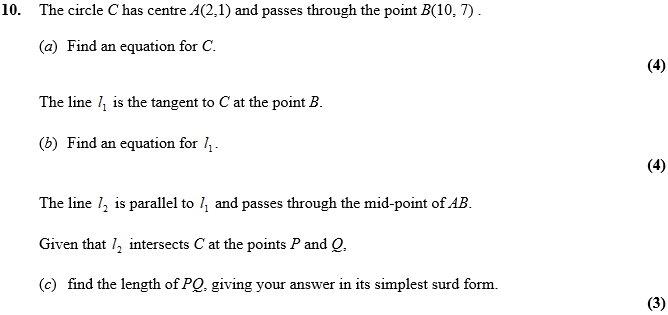 10. The circle C has centre A(2,1) and passes through the point B(10, 7) .
(a) Find an equation for C.
(4)
The line l₁ is the tangent to C at the point B.
(b) Find an equation for l₁.
(4)
The line l₂ is parallel to l₁ and passes through the mid-point of AB.
Given that l₂ intersects C at the points P and Q,
(c) find the length of PQ, giving your answer in its simplest surd form.
(3)